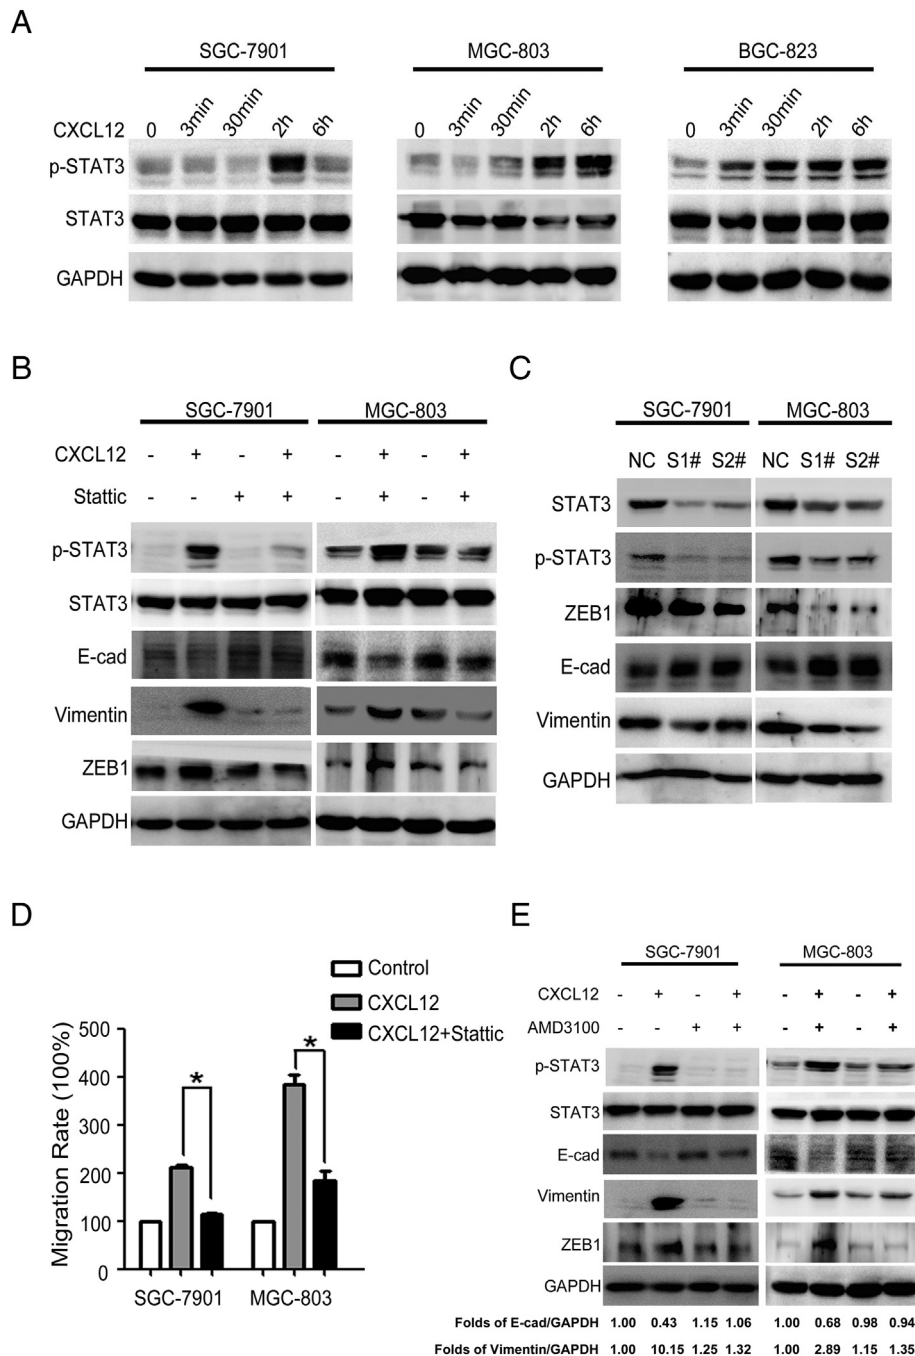 A
SGC-7901 MGC-803 BGC-823
CXCL12 0 3min 30min 2h 6h 0 3min 30min 2h 6h 0 3min 30min 2h 6h
p-STAT3
STAT3
GAPDH
B
SGC-7901 MGC-803
CXCL12 - + - + - + - +
Stattic - - + + - + - +
p-STAT3
STAT3
E-cad
Vimentin
ZEB1
GAPDH
C
SGC-7901 MGC-803
NC S1# S2# NC S1# S2#
STAT3
p-STAT3
ZEB1
E-cad
Vimentin
GAPDH
D
Control
CXCL12
CXCL12+Stattic
Migration Rate (100%)
500
400
300
200
100
0
* *
SGC-7901 MGC-803
E
SGC-7901 MGC-803
CXCL12 - + - + - + - +
AMD3100 - - + + - + - +
p-STAT3
STAT3
E-cad
Vimentin
ZEB1
GAPDH
Folds of E-cad/GAPDH 1.00 0.43 1.15 1.06 1.00 0.68 0.98 0.94
Folds of Vimentin/GAPDH 1.00 10.15 1.25 1.32 1.00 2.89 1.15 1.35